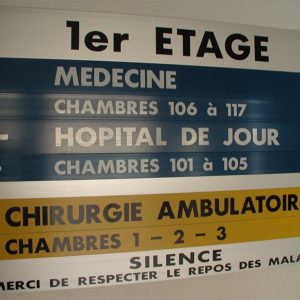 1er ETAGE
MEDECINE
CHAMBRES 106 à 117
HOPITAL DE JOUR
CHAMBRES 101 à 105
CHIRURGIE AMBULATOIR
CHAMBRES 1 - 2 - 3
SILENCE
MERCI DE RESPECTER LE REPOS DES MALA